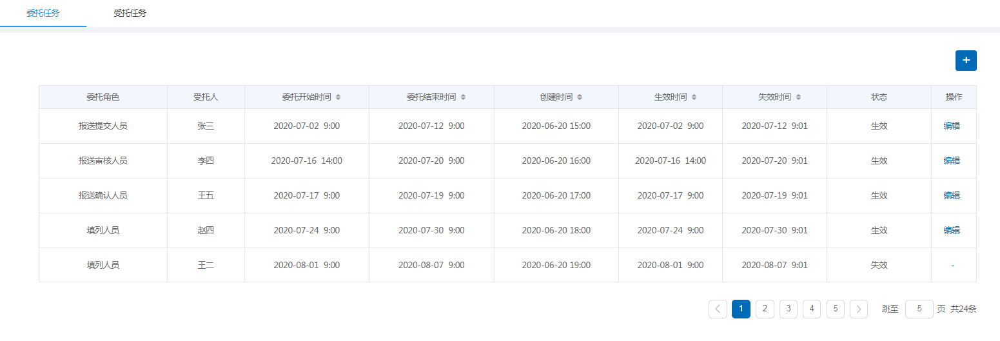 委托任务 受托任务
+
委托角色 受托人 委托开始时间 委托结束时间 创建时间 生效时间 失效时间 状态 操作
报送提交人员 张三 2020-07-02 9:00 2020-07-12 9:00 2020-06-20 15:00 2020-07-02 9:00 2020-07-12 9:01 生效 编辑
报送审核人员 李四 2020-07-16 14:00 2020-07-20 9:00 2020-06-20 16:00 2020-07-16 14:00 2020-07-20 9:01 生效 编辑
报送确认人员 王五 2020-07-17 9:00 2020-07-19 9:00 2020-06-20 17:00 2020-07-17 9:00 2020-07-19 9:01 生效 编辑
填列人员 赵四 2020-07-24 9:00 2020-07-30 9:00 2020-06-20 18:00 2020-07-24 9:00 2020-07-30 9:01 生效 编辑
填列人员 王二 2020-08-01 9:00 2020-08-07 9:00 2020-06-20 19:00 2020-08-01 9:00 2020-08-07 9:01 失效 -
1 2 3 4 5 跳至 5 页 共24条